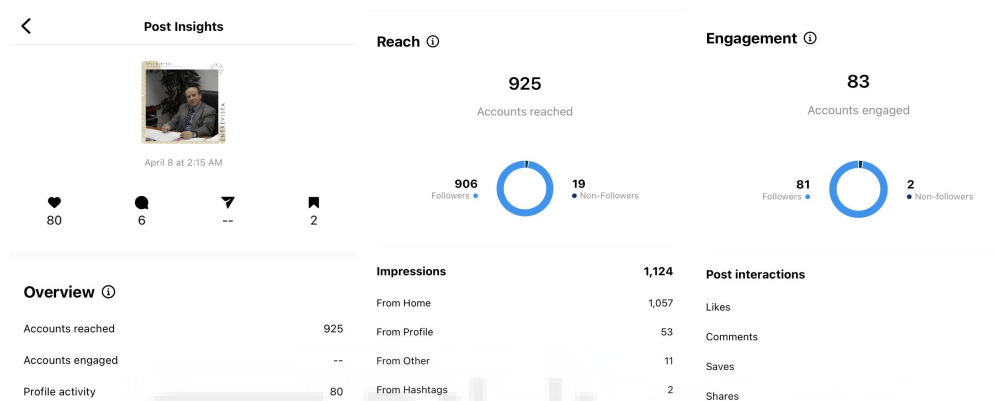 Post Insights
ENTREVISTA
April 8 at 2:15 AM
80 6 -- 2
Overview
Accounts reached 925
Accounts engaged --
Profile activity 80
Reach
925
Accounts reached
906 19
Followers Non-Followers
Impressions 1,124
From Home 1,057
From Profile 53
From Other 11
From Hashtags 2
Engagement
83
Accounts engaged
81 2
Followers Non-followers
Post interactions
Likes
Comments
Saves
Shares